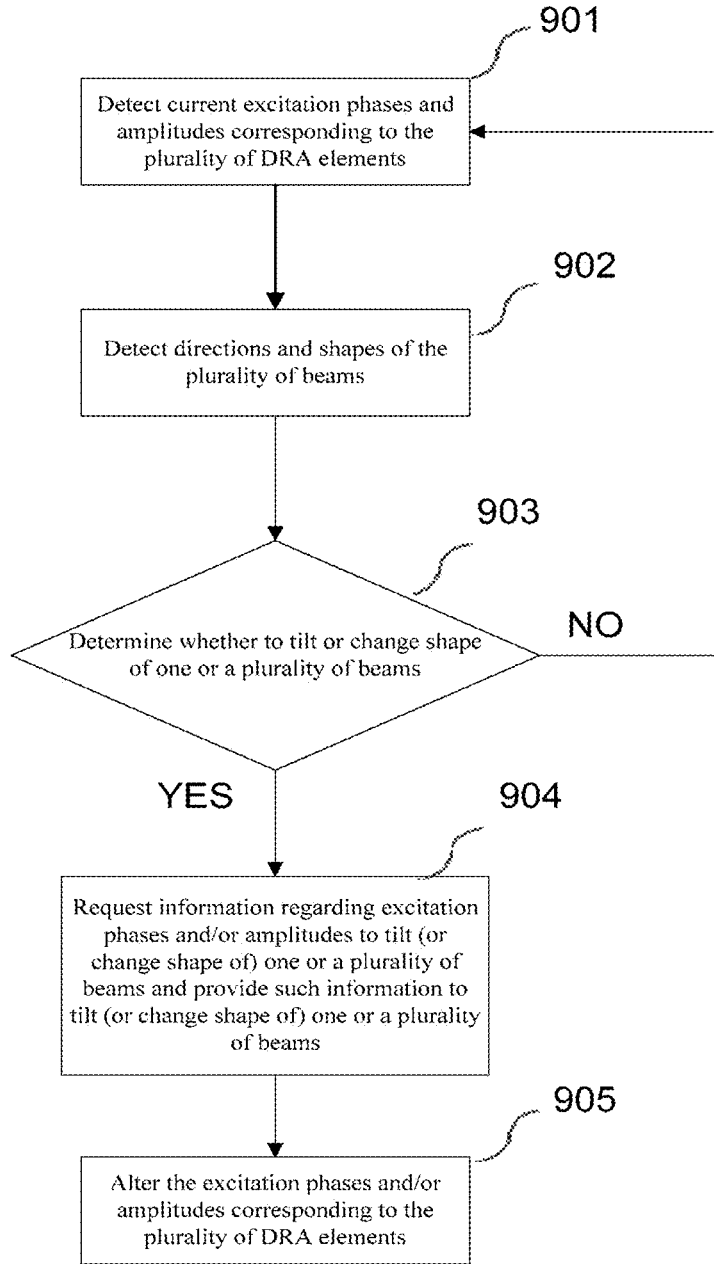 901
Detect current excitation phases and
amplitudes corresponding to the
plurality of DRA elements
902
Detect directions and shapes of the
plurality of beams
903
Determine whether to tilt or change shape
of one or a plurality of beams
NO
YES
904
Request information regarding excitation
phases and/or amplitudes to tilt (or
change shape of) one or a plurality of
beams and provide such information to
tilt (or change shape of) one or a plurality
of beams
905
Alter the excitation phases and/or
amplitudes corresponding to the
plurality of DRA elements